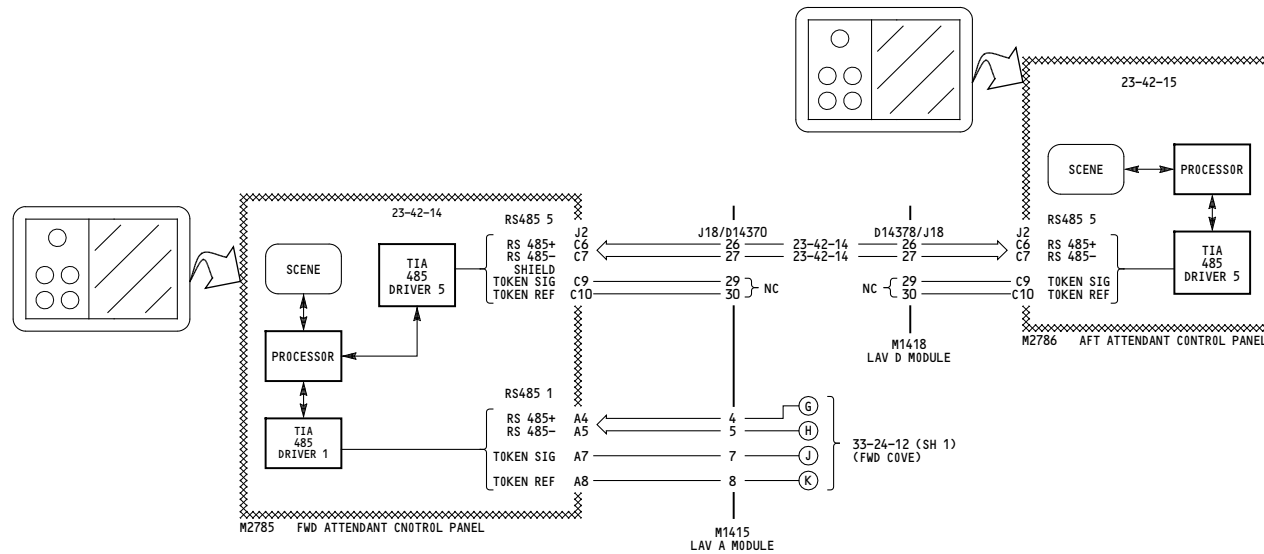 23-42-15
SCENE
PROCESSOR
RS485 5
J2
C6 RS 485+
C7 RS 485-
C9 TOKEN SIG
C10 TOKEN REF
TIA
485
DRIVER 5
M2786 AFT ATTENDANT CONTROL PANEL
23-42-14
SCENE
TIA
485
DRIVER 5
PROCESSOR
TIA
485
DRIVER 1
RS485 5
J2
RS 485+ C6
RS 485- C7
SHIELD
TOKEN SIG C9
TOKEN REF C10
RS485 1
RS 485+ A4
RS 485- A5
TOKEN SIG A7
TOKEN REF A8
M2785 FWD ATTENDANT CNOTROL PANEL
J18/D14370
26 23-42-14 26
27 23-42-14 27
29
30
NC
D14378/J18
NC
29
30
M1418
LAV D MODULE
4 G
5 H
7 J
8 K
33-24-12 (SH 1)
(FWD COVE)
M1415
LAV A MODULE